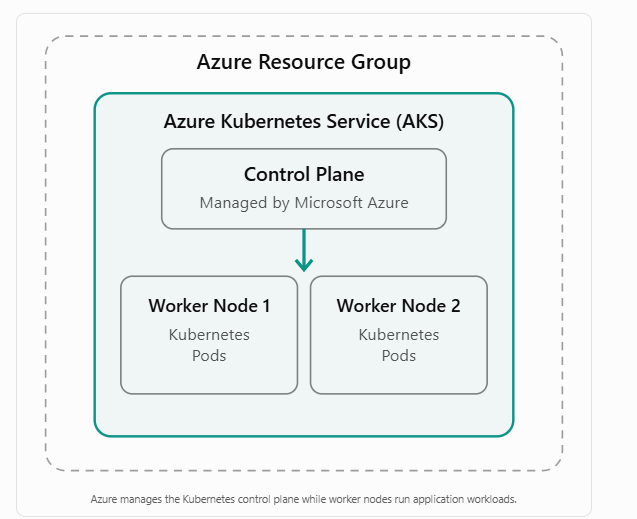 Azure Resource Group
Azure Kubernetes Service (AKS)
Control Plane
Managed by Microsoft Azure
Worker Node 1
Kubernetes
Pods
Worker Node 2
Kubernetes
Pods
Azure manages the Kubernetes control plane while worker nodes run application workloads.